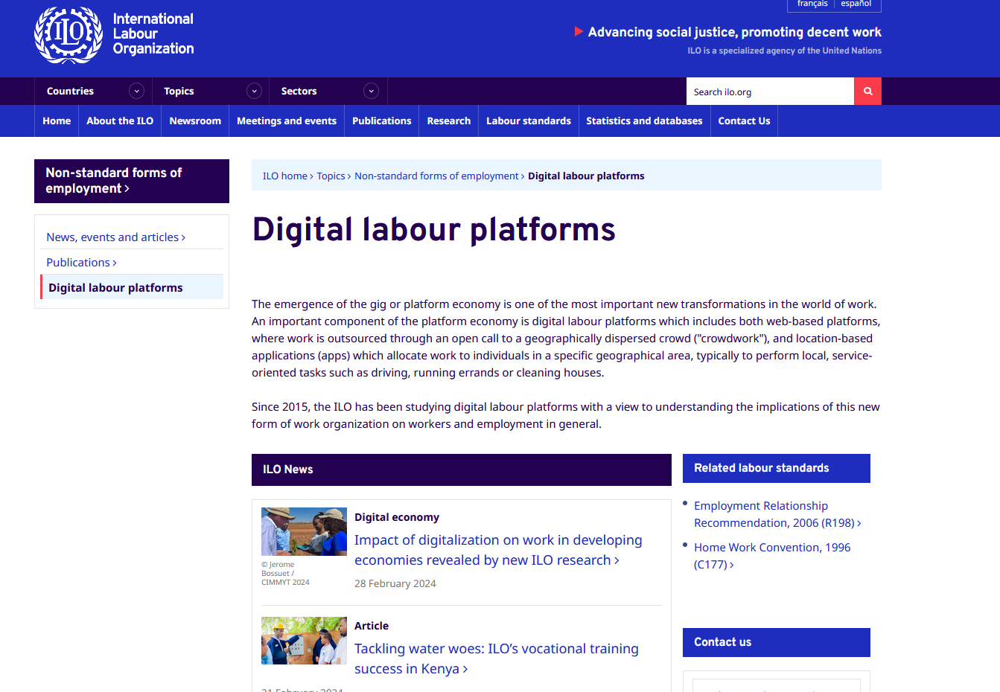 français | español
ILO
International
Labour
Organization
Advancing social justice, promoting decent work
ILO is a specialized agency of the United Nations
Countries
Topics
Sectors
Search ilo.org
Home
About the ILO
Newsroom
Meetings and events
Publications
Research
Labour standards
Statistics and databases
Contact Us
Non-standard forms of
employment ›
News, events and articles ›
Publications ›
Digital labour platforms
ILO home › Topics › Non-standard forms of employment › Digital labour platforms
Digital labour platforms
The emergence of the gig or platform economy is one of the most important new transformations in the world of work.
An important component of the platform economy is digital labour platforms which includes both web-based platforms,
where work is outsourced through an open call to a geographically dispersed crowd ("crowdwork"), and location-based
applications (apps) which allocate work to individuals in a specific geographical area, typically to perform local, service-
oriented tasks such as driving, running errands or cleaning houses.
Since 2015, the ILO has been studying digital labour platforms with a view to understanding the implications of this new
form of work organization on workers and employment in general.
ILO News
Digital economy
Impact of digitalization on work in developing
economies revealed by new ILO research ›
28 February 2024
© Jerome
Bossuet /
CIMMYT 2024
Article
Tackling water woes: ILO’s vocational training
success in Kenya ›
21 February 2024
Related labour standards
Employment Relationship
Recommendation, 2006 (R198) ›
Home Work Convention, 1996
(C177) ›
Contact us